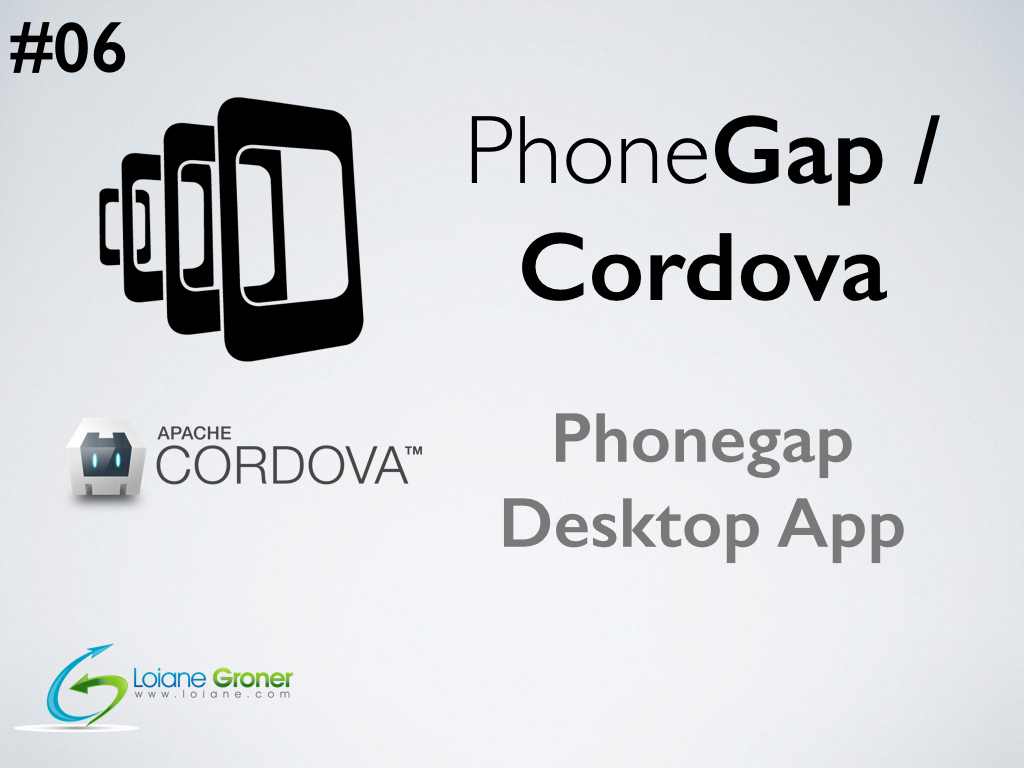 #06
PhoneGap /
Cordova
APACHE
CORDOVA™
Phonegap
Desktop App
Loiane Groner
www.loiane.com